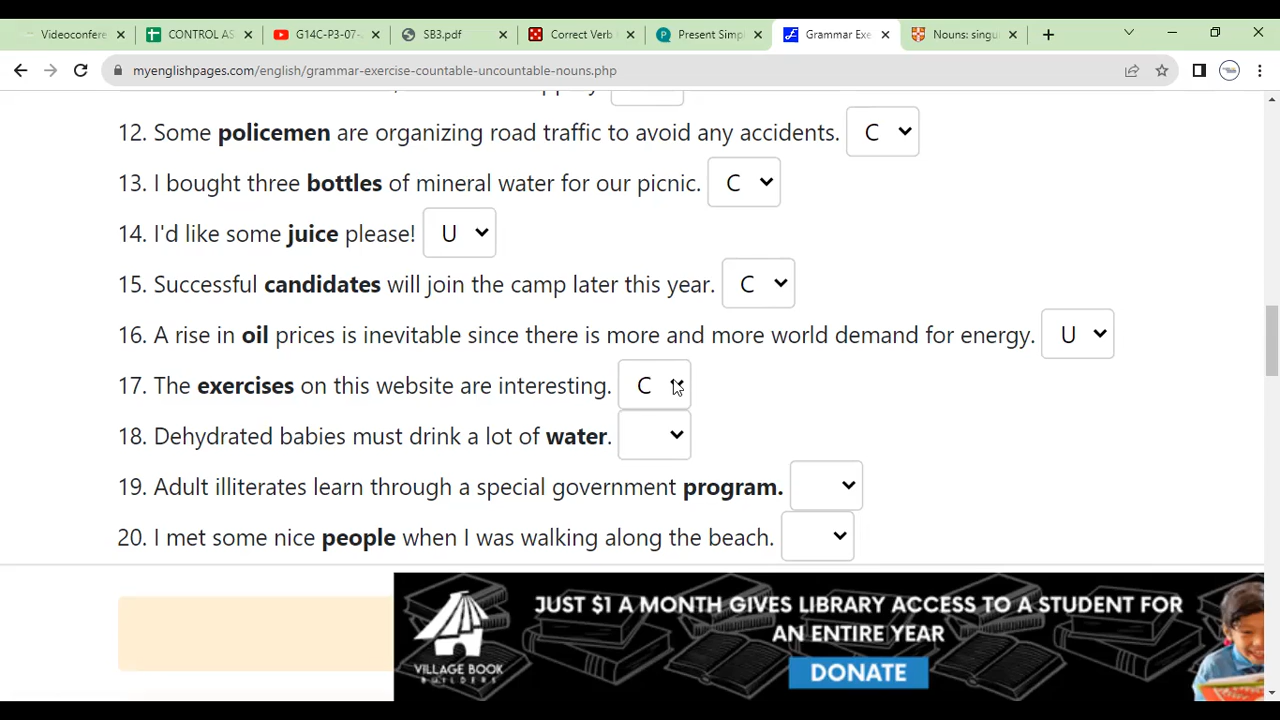 Videoconfere
CONTROL AS
G14C-P3-07-
SB3.pdf
Correct Verb
Present Simpl
Grammar Exe
Nouns: singu
myenglishpages.com/english/grammar-exercise-countable-uncountable-nouns.php
12. Some policemen are organizing road traffic to avoid any accidents. C
13. I bought three bottles of mineral water for our picnic. C
14. I'd like some juice please! U
15. Successful candidates will join the camp later this year. C
16. A rise in oil prices is inevitable since there is more and more world demand for energy. U
17. The exercises on this website are interesting. C
18. Dehydrated babies must drink a lot of water.
19. Adult illiterates learn through a special government program.
20. I met some nice people when I was walking along the beach.
JUST $1 A MONTH GIVES LIBRARY ACCESS TO A STUDENT FOR
AN ENTIRE YEAR
VILLAGE BOOK
BUILDERS
DONATE